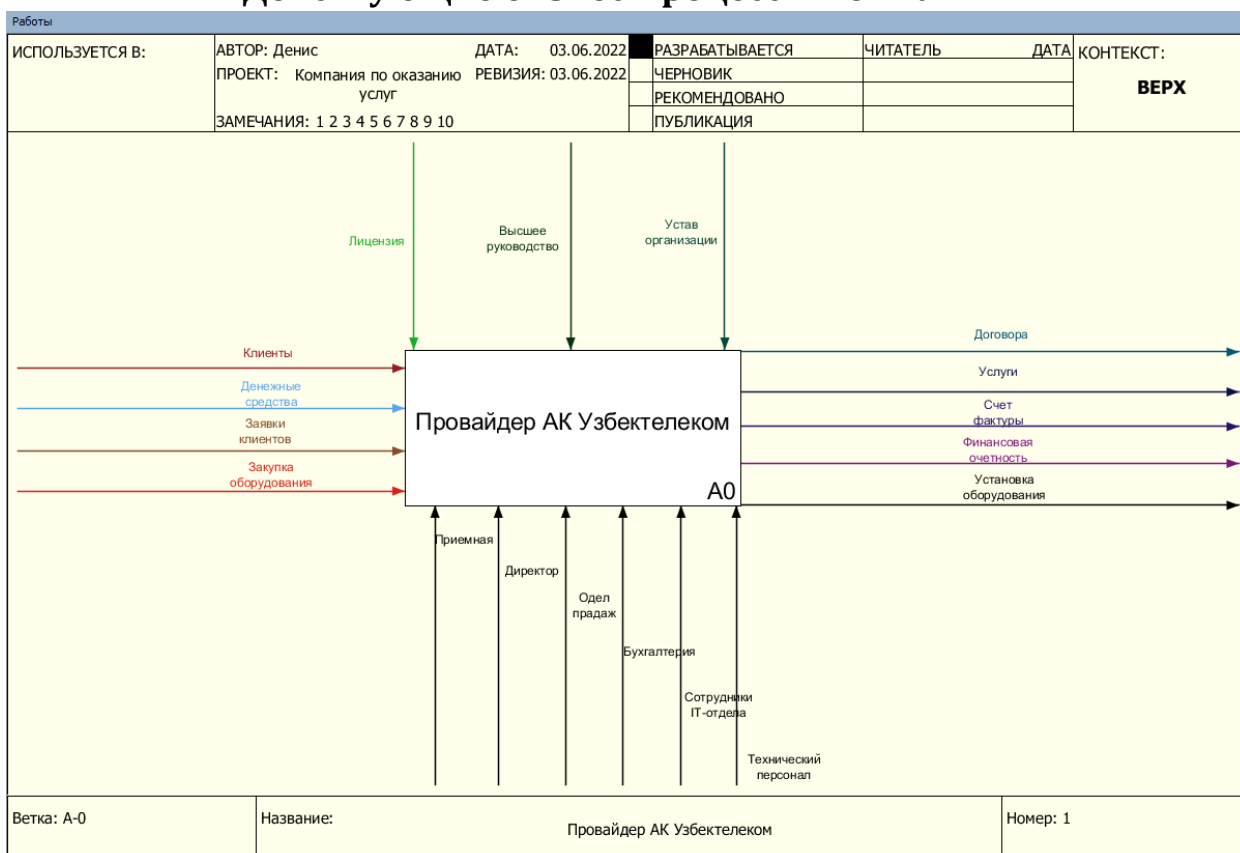 Работы
ИСПОЛЬЗУЕТСЯ В:
АВТОР: Денис
ДАТА: 03.06.2022
РАЗРАБАТЫВАЕТСЯ
ЧИТАТЕЛЬ
ДАТА
КОНТЕКСТ:
ПРОЕКТ: Компания по оказанию
услуг
РЕВИЗИЯ: 03.06.2022
ЧЕРНОВИК
ВЕРХ
РЕКОМЕНДОВАНО
ЗАМЕЧАНИЯ: 1 2 3 4 5 6 7 8 9 10
ПУБЛИКАЦИЯ
Лицензия
Высшее
руководство
Устав
организации
Клиенты
Денежные
средства
Заявки
клиентов
Закупка
оборудования
Провайдер АК Узбектелеком
A0
Договора
Услуги
Счет
фактуры
Финансовая
очетность
Установка
оборудования
Приемная
Директор
Одел
прадаж
Бухгалтерия
Сотрудники
IT-отдела
Технический
персонал
Ветка: A-0
Название:
Провайдер АК Узбектелеком
Номер: 1